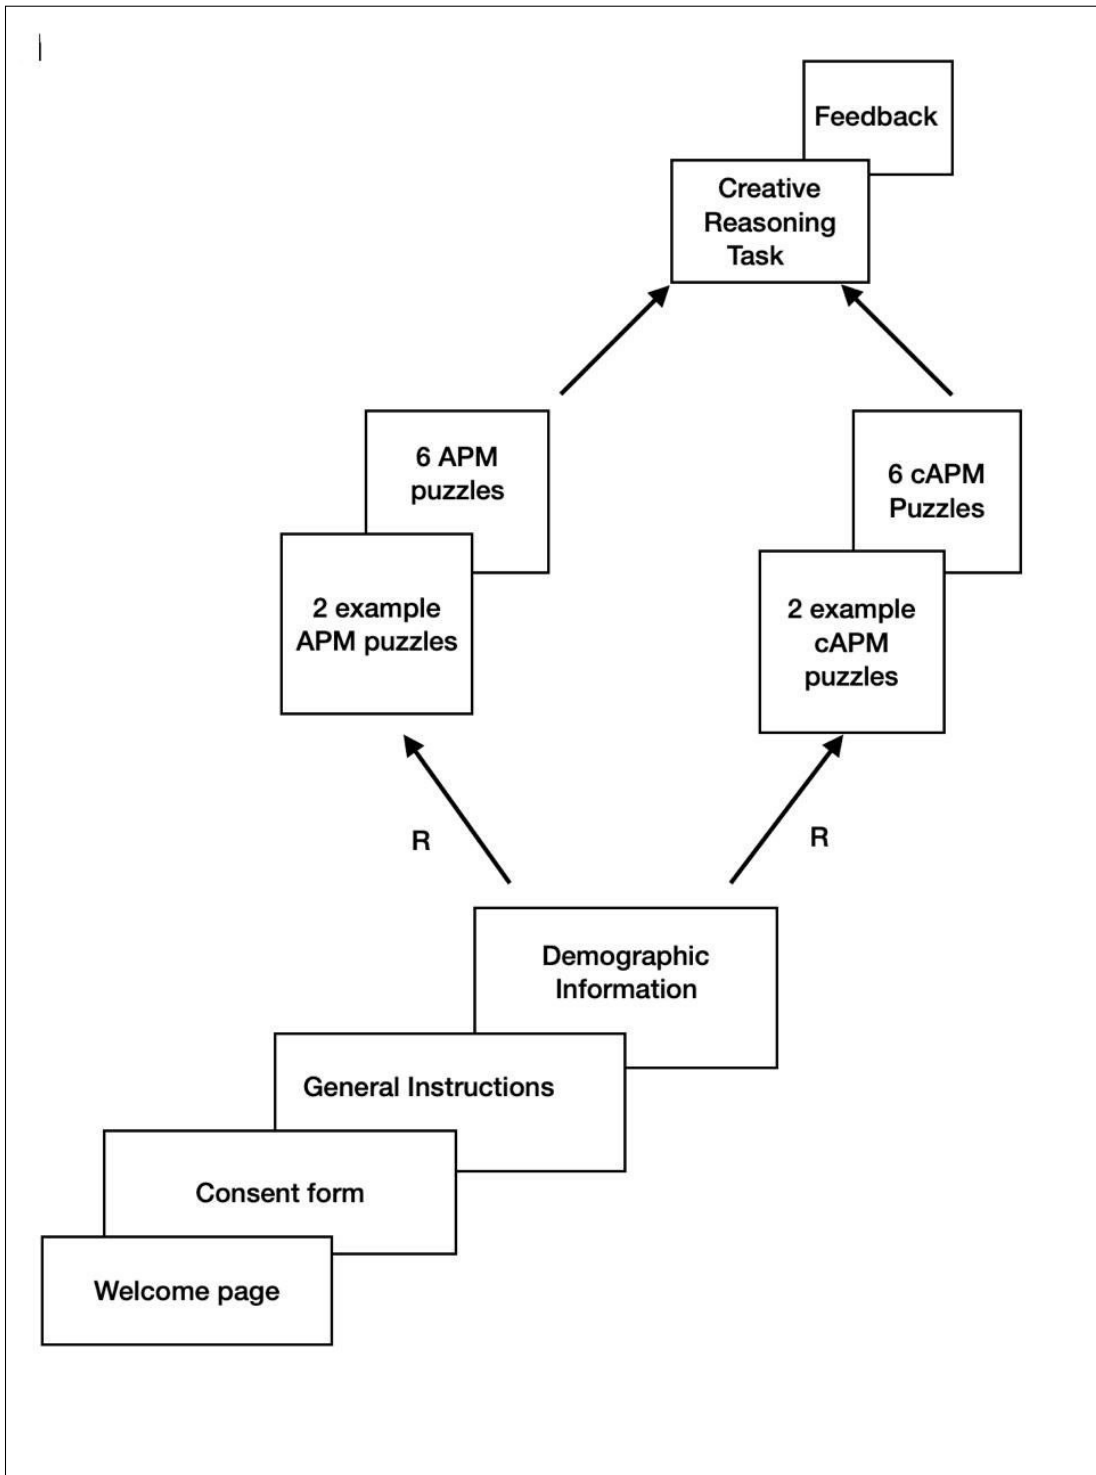 Feedback
Creative
Reasoning
Task
6 APM
puzzles
6 cAPM
Puzzles
2 example
APM puzzles
2 example
cAPM
puzzles
R
R
Demographic
Information
General Instructions
Consent form
Welcome page